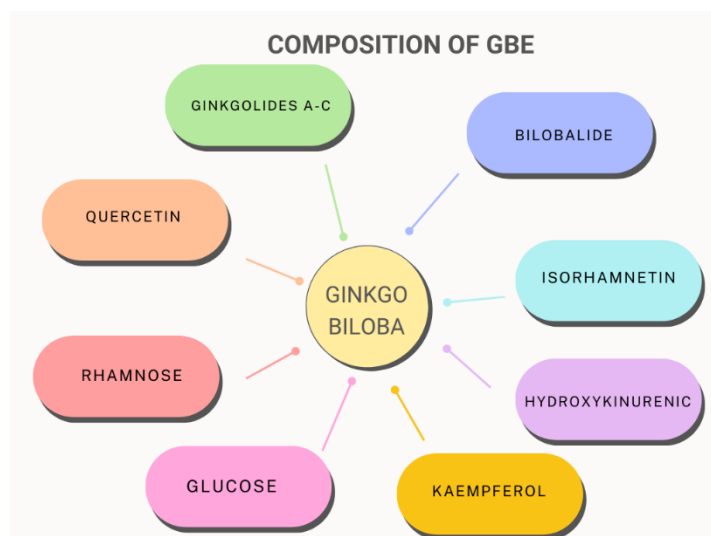 COMPOSITION OF GBE
GINKGOLIDES A-C
BILOBALIDE
QUERCETIN
ISORHAMNETIN
GINKGO
BILOBA
RHAMNOSE
HYDROXYKINURENIC
GLUCOSE
KAEMPFEROL